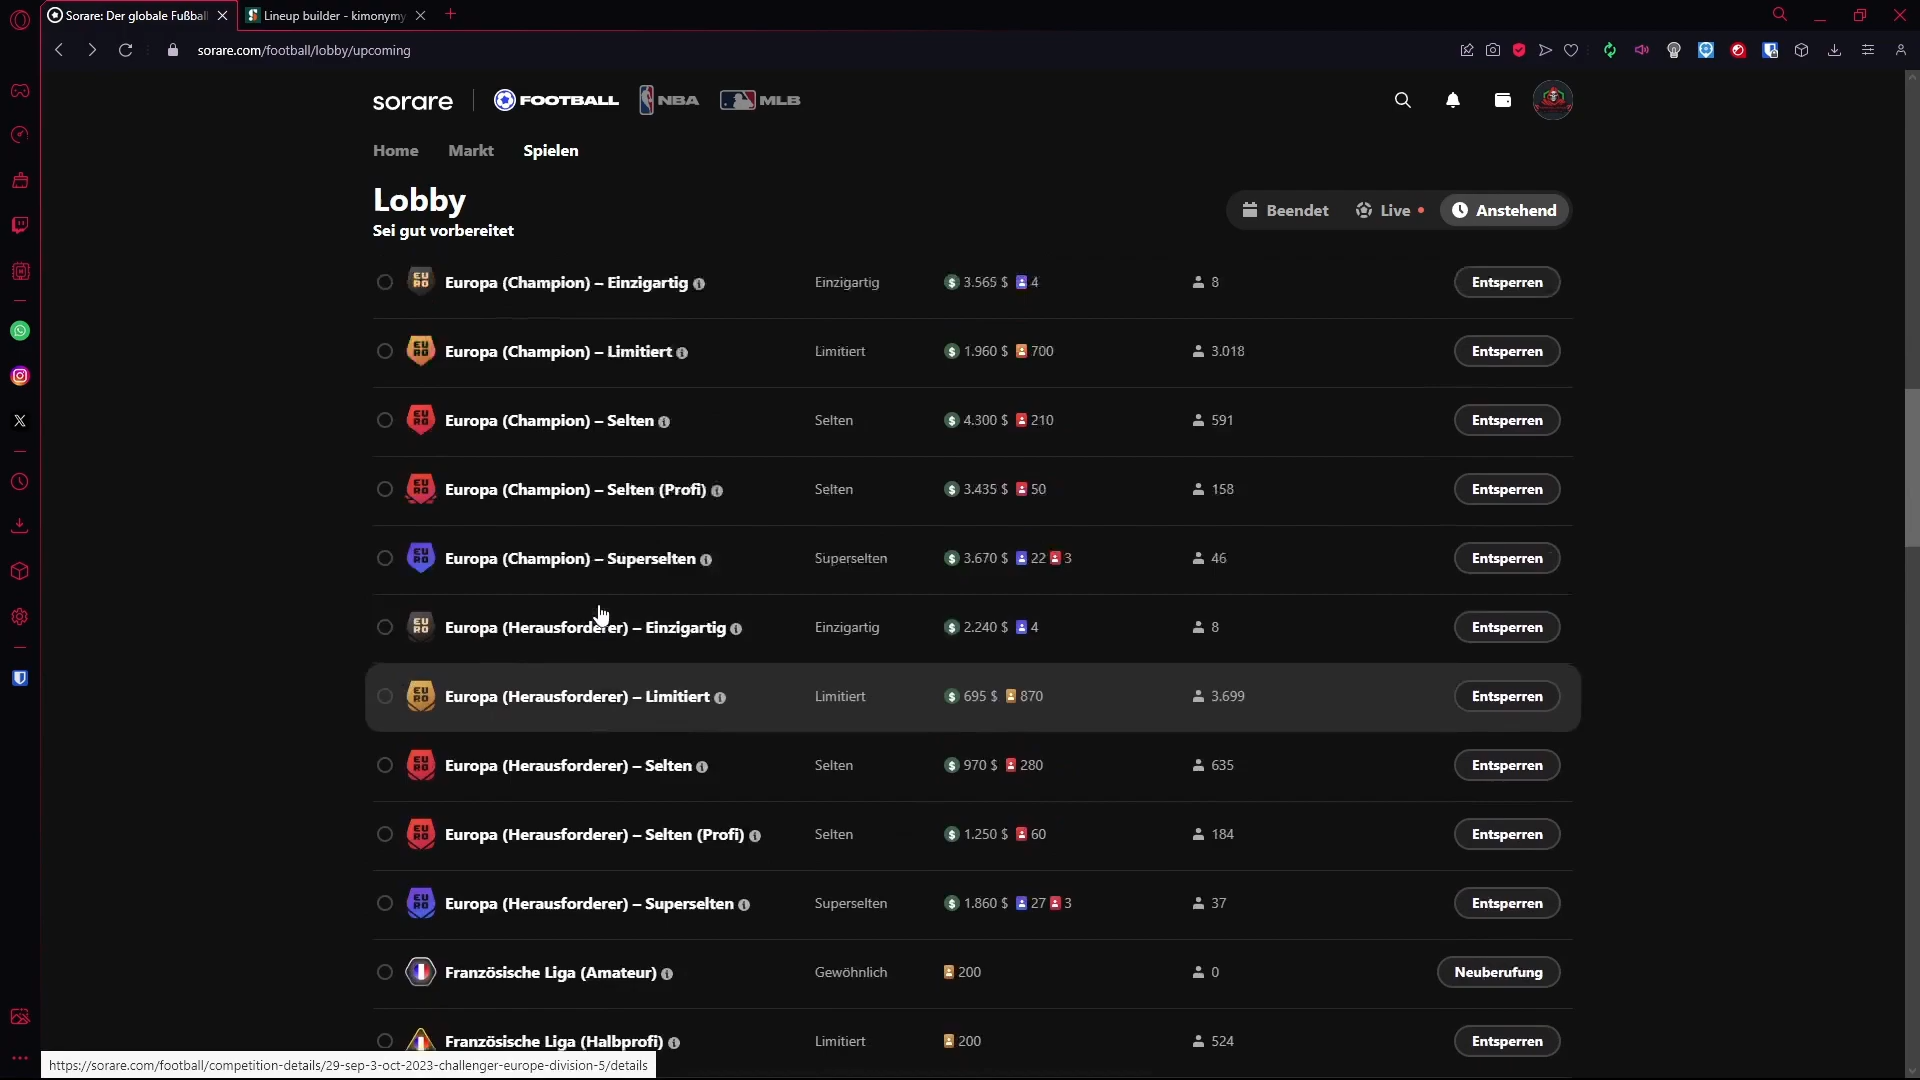 Sorare: Der globale Fußbal
Lineup builder - kimonymy
sorare.com/football/lobby/upcoming
sorare
FOOTBALL
NBA
MLB
Home
Markt
Spielen
Lobby
Sei gut vorbereitet
Beendet
Live
Anstehend
Europa (Champion) – Einzigartig Einzigartig 3.565 $ 4 8 Entsperren
Europa (Champion) – Limitiert Limitiert 1.960 $ 700 3.018 Entsperren
Europa (Champion) – Selten Selten 4.300 $ 210 591 Entsperren
Europa (Champion) – Selten (Profi) Selten 3.435 $ 50 158 Entsperren
Europa (Champion) – Superselten Superselten 3.670 $ 22 3 46 Entsperren
Europa (Herausforderer) – Einzigartig Einzigartig 2.240 $ 4 8 Entsperren
Europa (Herausforderer) – Limitiert Limitiert 695 $ 870 3.699 Entsperren
Europa (Herausforderer) – Selten Selten 970 $ 280 635 Entsperren
Europa (Herausforderer) – Selten (Profi) Selten 1.250 $ 60 184 Entsperren
Europa (Herausforderer) – Superselten Superselten 1.860 $ 27 3 37 Entsperren
Französische Liga (Amateur) Gewöhnlich 200 0 Neuberufung
Französische Liga (Halbprofi) Limitiert 200 524 Entsperren
https://sorare.com/football/competition-details/29-sep-3-oct-2023-challenger-europe-division-5/details